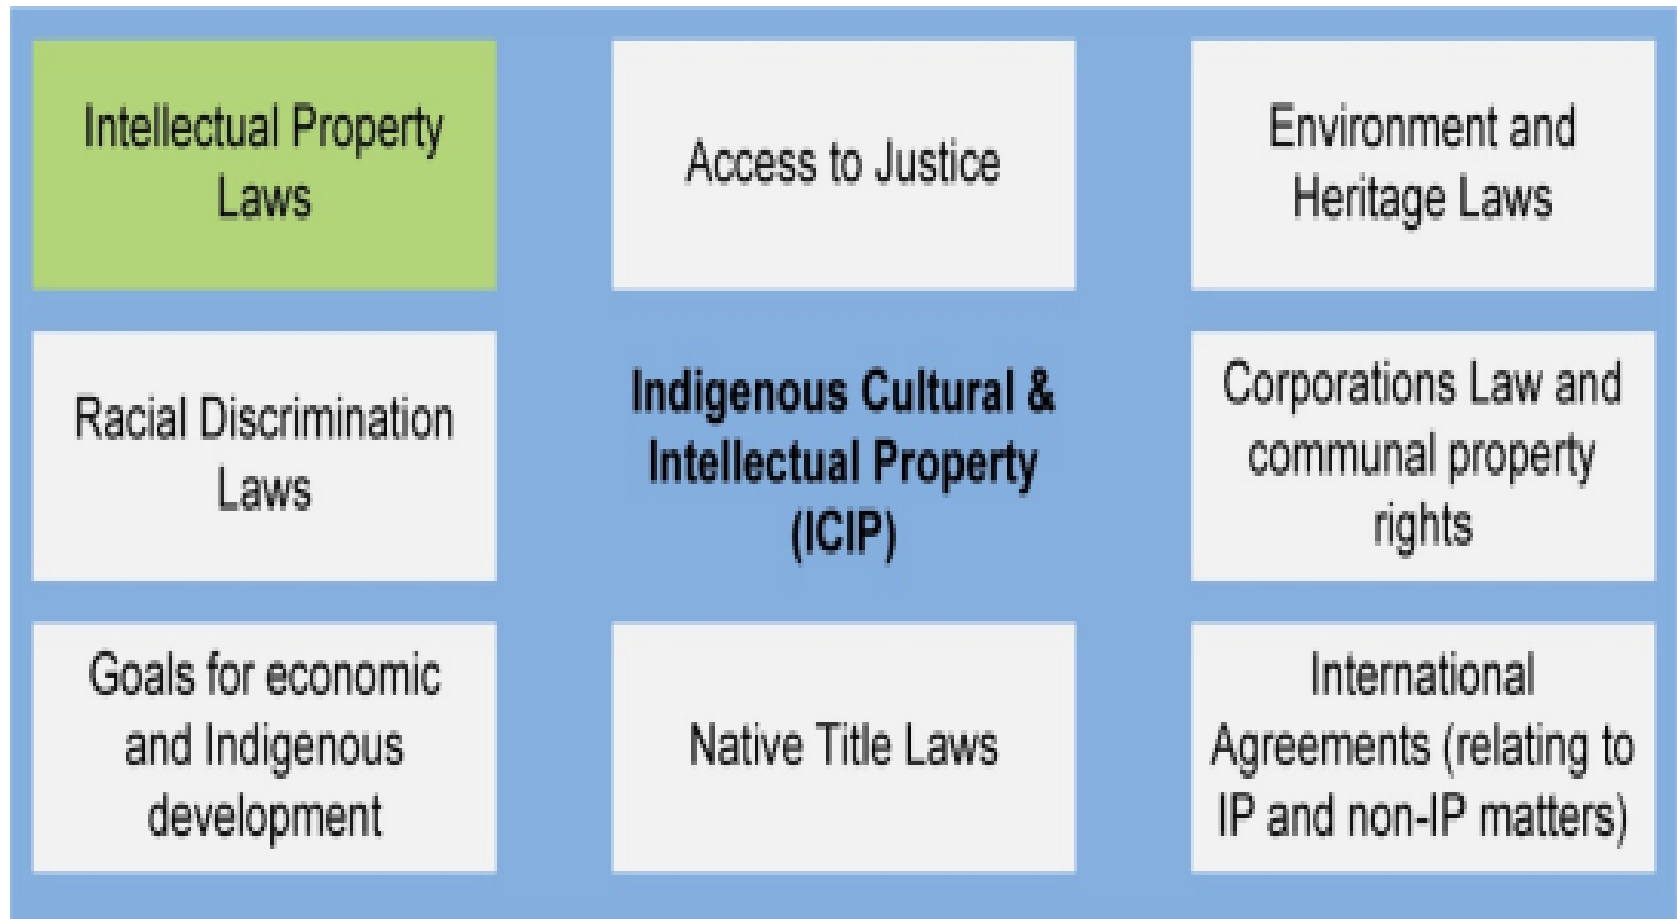 Intellectual Property
Laws
Access to Justice
Environment and
Heritage Laws
Racial Discrimination
Laws
Indigenous Cultural &
Intellectual Property
(ICIP)
Corporations Law and
communal property
rights
Goals for economic
and Indigenous
development
Native Title Laws
International
Agreements (relating to
IP and non-IP matters)